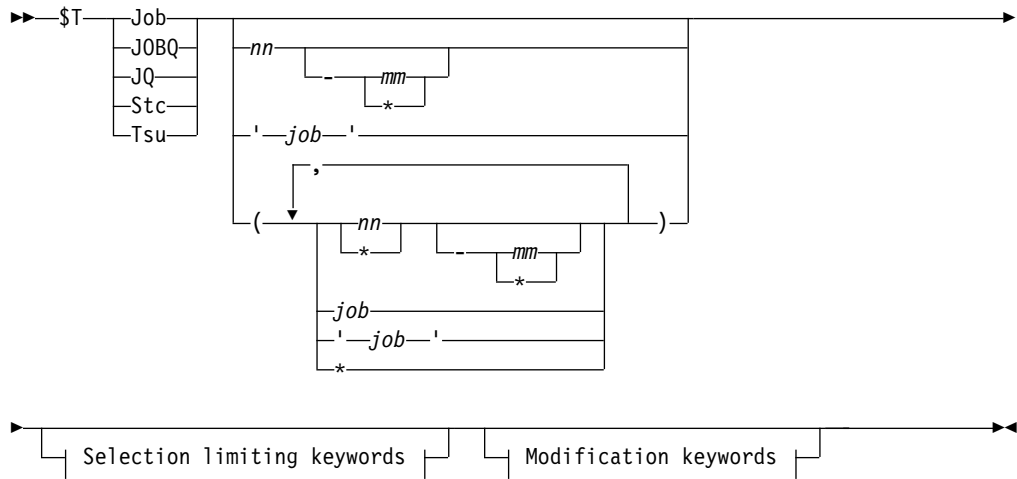 $T Job
JOBQ nn
JQ - mm
Stc *
Tsu ' job '
,
( nn )
* - mm
*
job
' job '
*
Selection limiting keywords Modification keywords